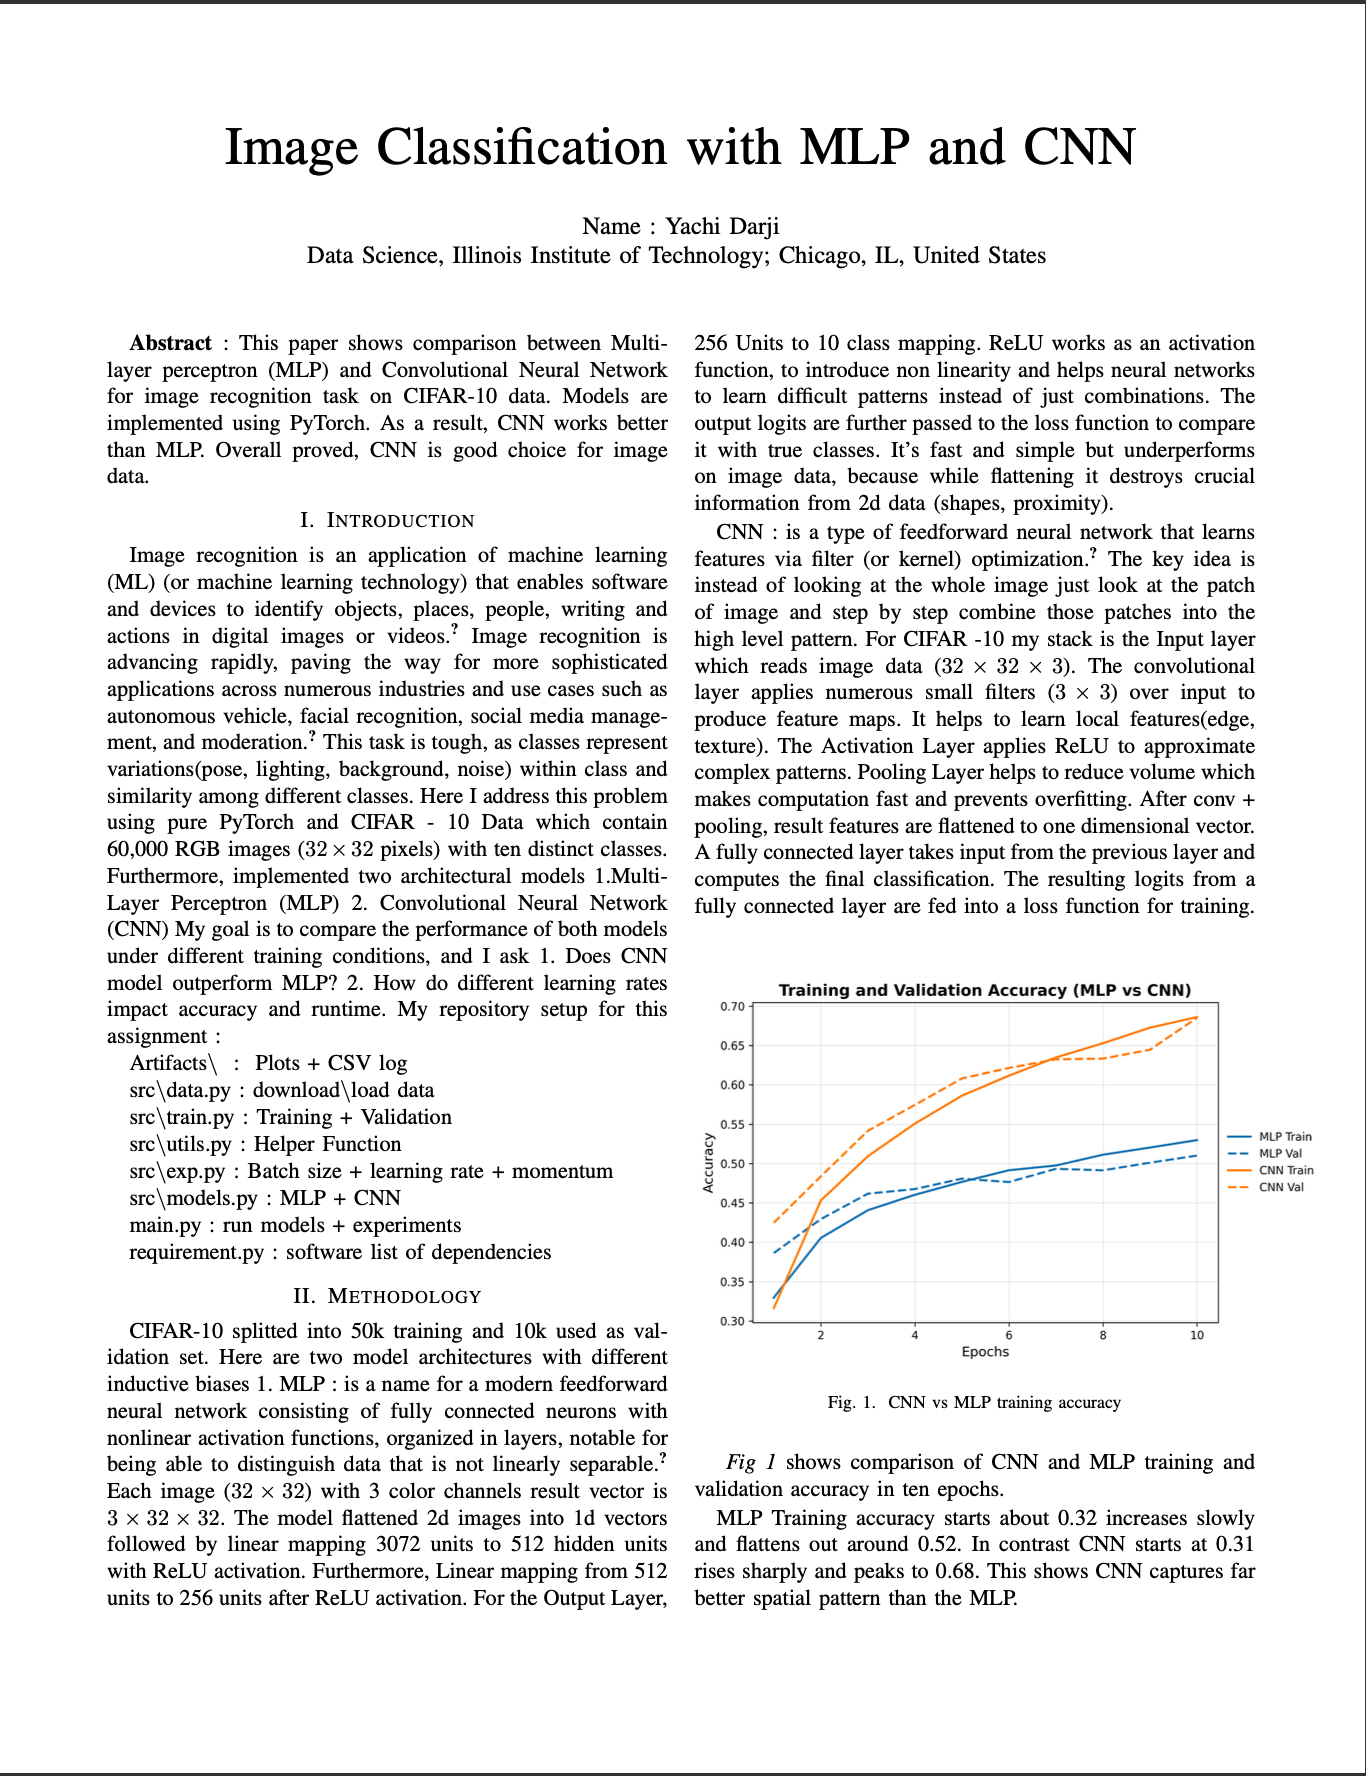 Image Classification with MLP and CNN
Name : Yachi Darji
Data Science, Illinois Institute of Technology; Chicago, IL, United States
Abstract : This paper shows comparison between Multi-
layer perceptron (MLP) and Convolutional Neural Network
for image recognition task on CIFAR-10 data. Models are
implemented using PyTorch. As a result, CNN works better
than MLP. Overall proved, CNN is good choice for image
data.
I. INTRODUCTION
Image recognition is an application of machine learning
(ML) (or machine learning technology) that enables software
and devices to identify objects, places, people, writing and
actions in digital images or videos.? Image recognition is
advancing rapidly, paving the way for more sophisticated
applications across numerous industries and use cases such as
autonomous vehicle, facial recognition, social media manage-
ment, and moderation.? This task is tough, as classes represent
variations(pose, lighting, background, noise) within class and
similarity among different classes. Here I address this problem
using pure PyTorch and CIFAR - 10 Data which contain
60,000 RGB images (32 × 32 pixels) with ten distinct classes.
Furthermore, implemented two architectural models 1.Multi-
Layer Perceptron (MLP) 2. Convolutional Neural Network
(CNN) My goal is to compare the performance of both models
under different training conditions, and I ask 1. Does CNN
model outperform MLP? 2. How do different learning rates
impact accuracy and runtime. My repository setup for this
assignment :
Artifacts\ : Plots + CSV log
src\data.py : download\load data
src\train.py : Training + Validation
src\utils.py : Helper Function
src\exp.py : Batch size + learning rate + momentum
src\models.py : MLP + CNN
main.py : run models + experiments
requirement.py : software list of dependencies
II. METHODOLOGY
CIFAR-10 splitted into 50k training and 10k used as val-
idation set. Here are two model architectures with different
inductive biases 1. MLP : is a name for a modern feedforward
neural network consisting of fully connected neurons with
nonlinear activation functions, organized in layers, notable for
being able to distinguish data that is not linearly separable.?
Each image (32 × 32) with 3 color channels result vector is
3 × 32 × 32. The model flattened 2d images into 1d vectors
followed by linear mapping 3072 units to 512 hidden units
with ReLU activation. Furthermore, Linear mapping from 512
units to 256 units after ReLU activation. For the Output Layer,
256 Units to 10 class mapping. ReLU works as an activation
function, to introduce non linearity and helps neural networks
to learn difficult patterns instead of just combinations. The
output logits are further passed to the loss function to compare
it with true classes. It's fast and simple but underperforms
on image data, because while flattening it destroys crucial
information from 2d data (shapes, proximity).
CNN : is a type of feedforward neural network that learns
features via filter (or kernel) optimization.? The key idea is
instead of looking at the whole image just look at the patch
of image and step by step combine those patches into the
high level pattern. For CIFAR -10 my stack is the Input layer
which reads image data (32 × 32 × 3). The convolutional
layer applies numerous small filters (3 × 3) over input to
produce feature maps. It helps to learn local features(edge,
texture). The Activation Layer applies ReLU to approximate
complex patterns. Pooling Layer helps to reduce volume which
makes computation fast and prevents overfitting. After conv +
pooling, result features are flattened to one dimensional vector.
A fully connected layer takes input from the previous layer and
computes the final classification. The resulting logits from a
fully connected layer are fed into a loss function for training.
Training and Validation Accuracy (MLP vs CNN)
0.70
0.65
0.60
0.55
0.50
0.45
0.40
0.35
0.30
Accuracy
2 4 6 8 10
Epochs
MLP Train
MLP Val
CNN Train
CNN Val
Fig. 1. CNN vs MLP training accuracy
Fig 1 shows comparison of CNN and MLP training and
validation accuracy in ten epochs.
MLP Training accuracy starts about 0.32 increases slowly
and flattens out around 0.52. In contrast CNN starts at 0.31
rises sharply and peaks to 0.68. This shows CNN captures far
better spatial pattern than the MLP.